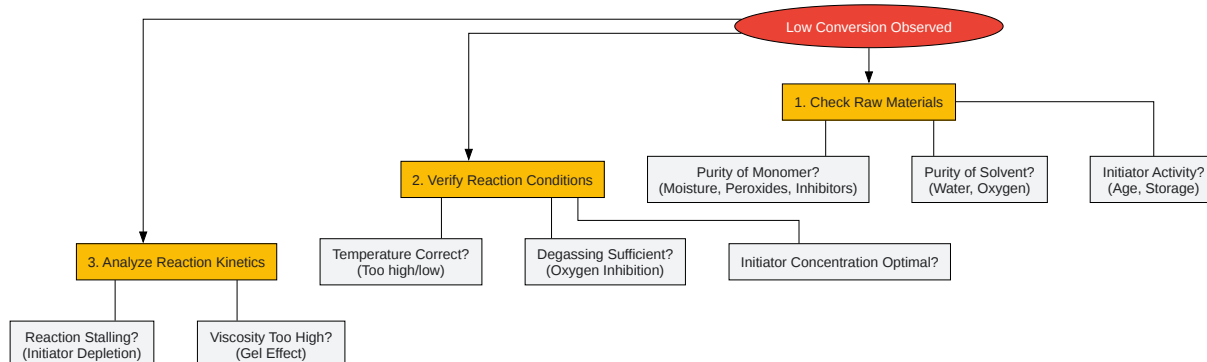 Low Conversion Observed
1. Check Raw Materials
Purity of Monomer?
(Moisture, Peroxides, Inhibitors)
Purity of Solvent?
(Water, Oxygen)
Initiator Activity?
(Age, Storage)
2. Verify Reaction Conditions
Temperature Correct?
(Too high/low)
Degassing Sufficient?
(Oxygen Inhibition)
Initiator Concentration Optimal?
3. Analyze Reaction Kinetics
Reaction Stalling?
(Initiator Depletion)
Viscosity Too High?
(Gel Effect)